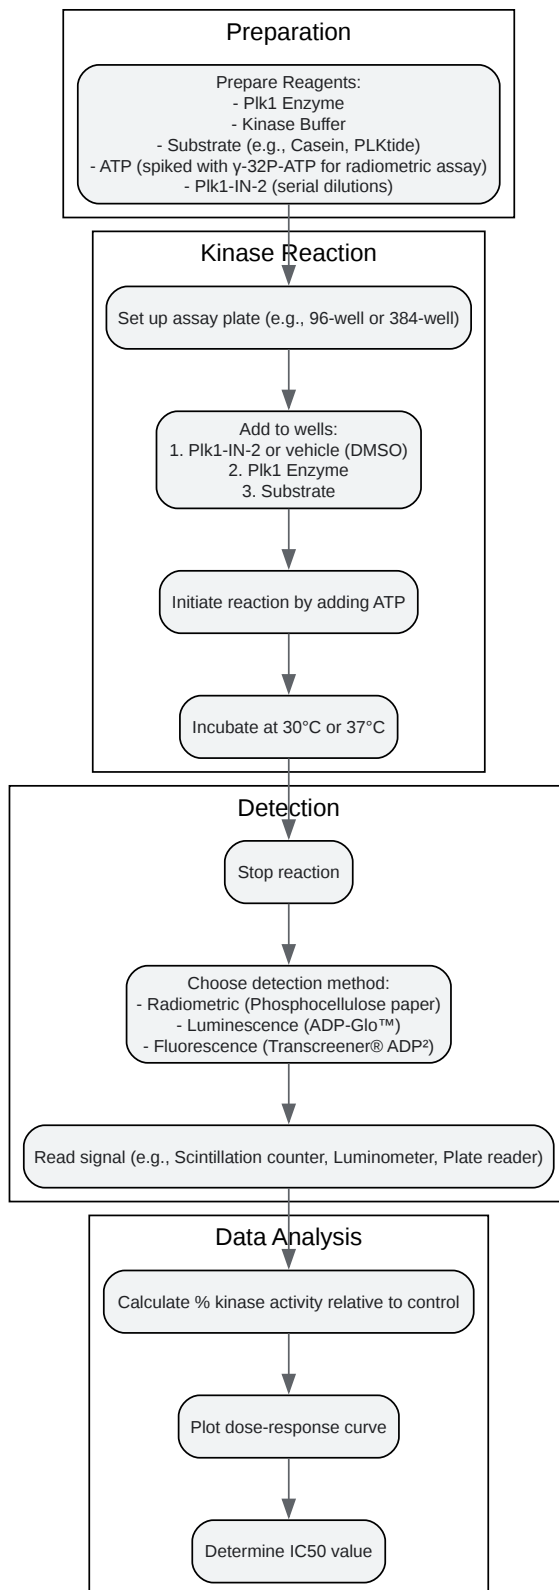 Preparation
Prepare Reagents:
- Plk1 Enzyme
- Kinase Buffer
- Substrate (e.g., Casein, PLKtide)
- ATP (spiked with γ-32P-ATP for radiometric assay)
- Plk1-IN-2 (serial dilutions)
Kinase Reaction
Set up assay plate (e.g., 96-well or 384-well)
Add to wells:
1. Plk1-IN-2 or vehicle (DMSO)
2. Plk1 Enzyme
3. Substrate
Initiate reaction by adding ATP
Incubate at 30°C or 37°C
Detection
Stop reaction
Choose detection method:
- Radiometric (Phosphocellulose paper)
- Luminescence (ADP-Glo™)
- Fluorescence (Transcreener® ADP²)
Read signal (e.g., Scintillation counter, Luminometer, Plate reader)
Data Analysis
Calculate % kinase activity relative to control
Plot dose-response curve
Determine IC50 value